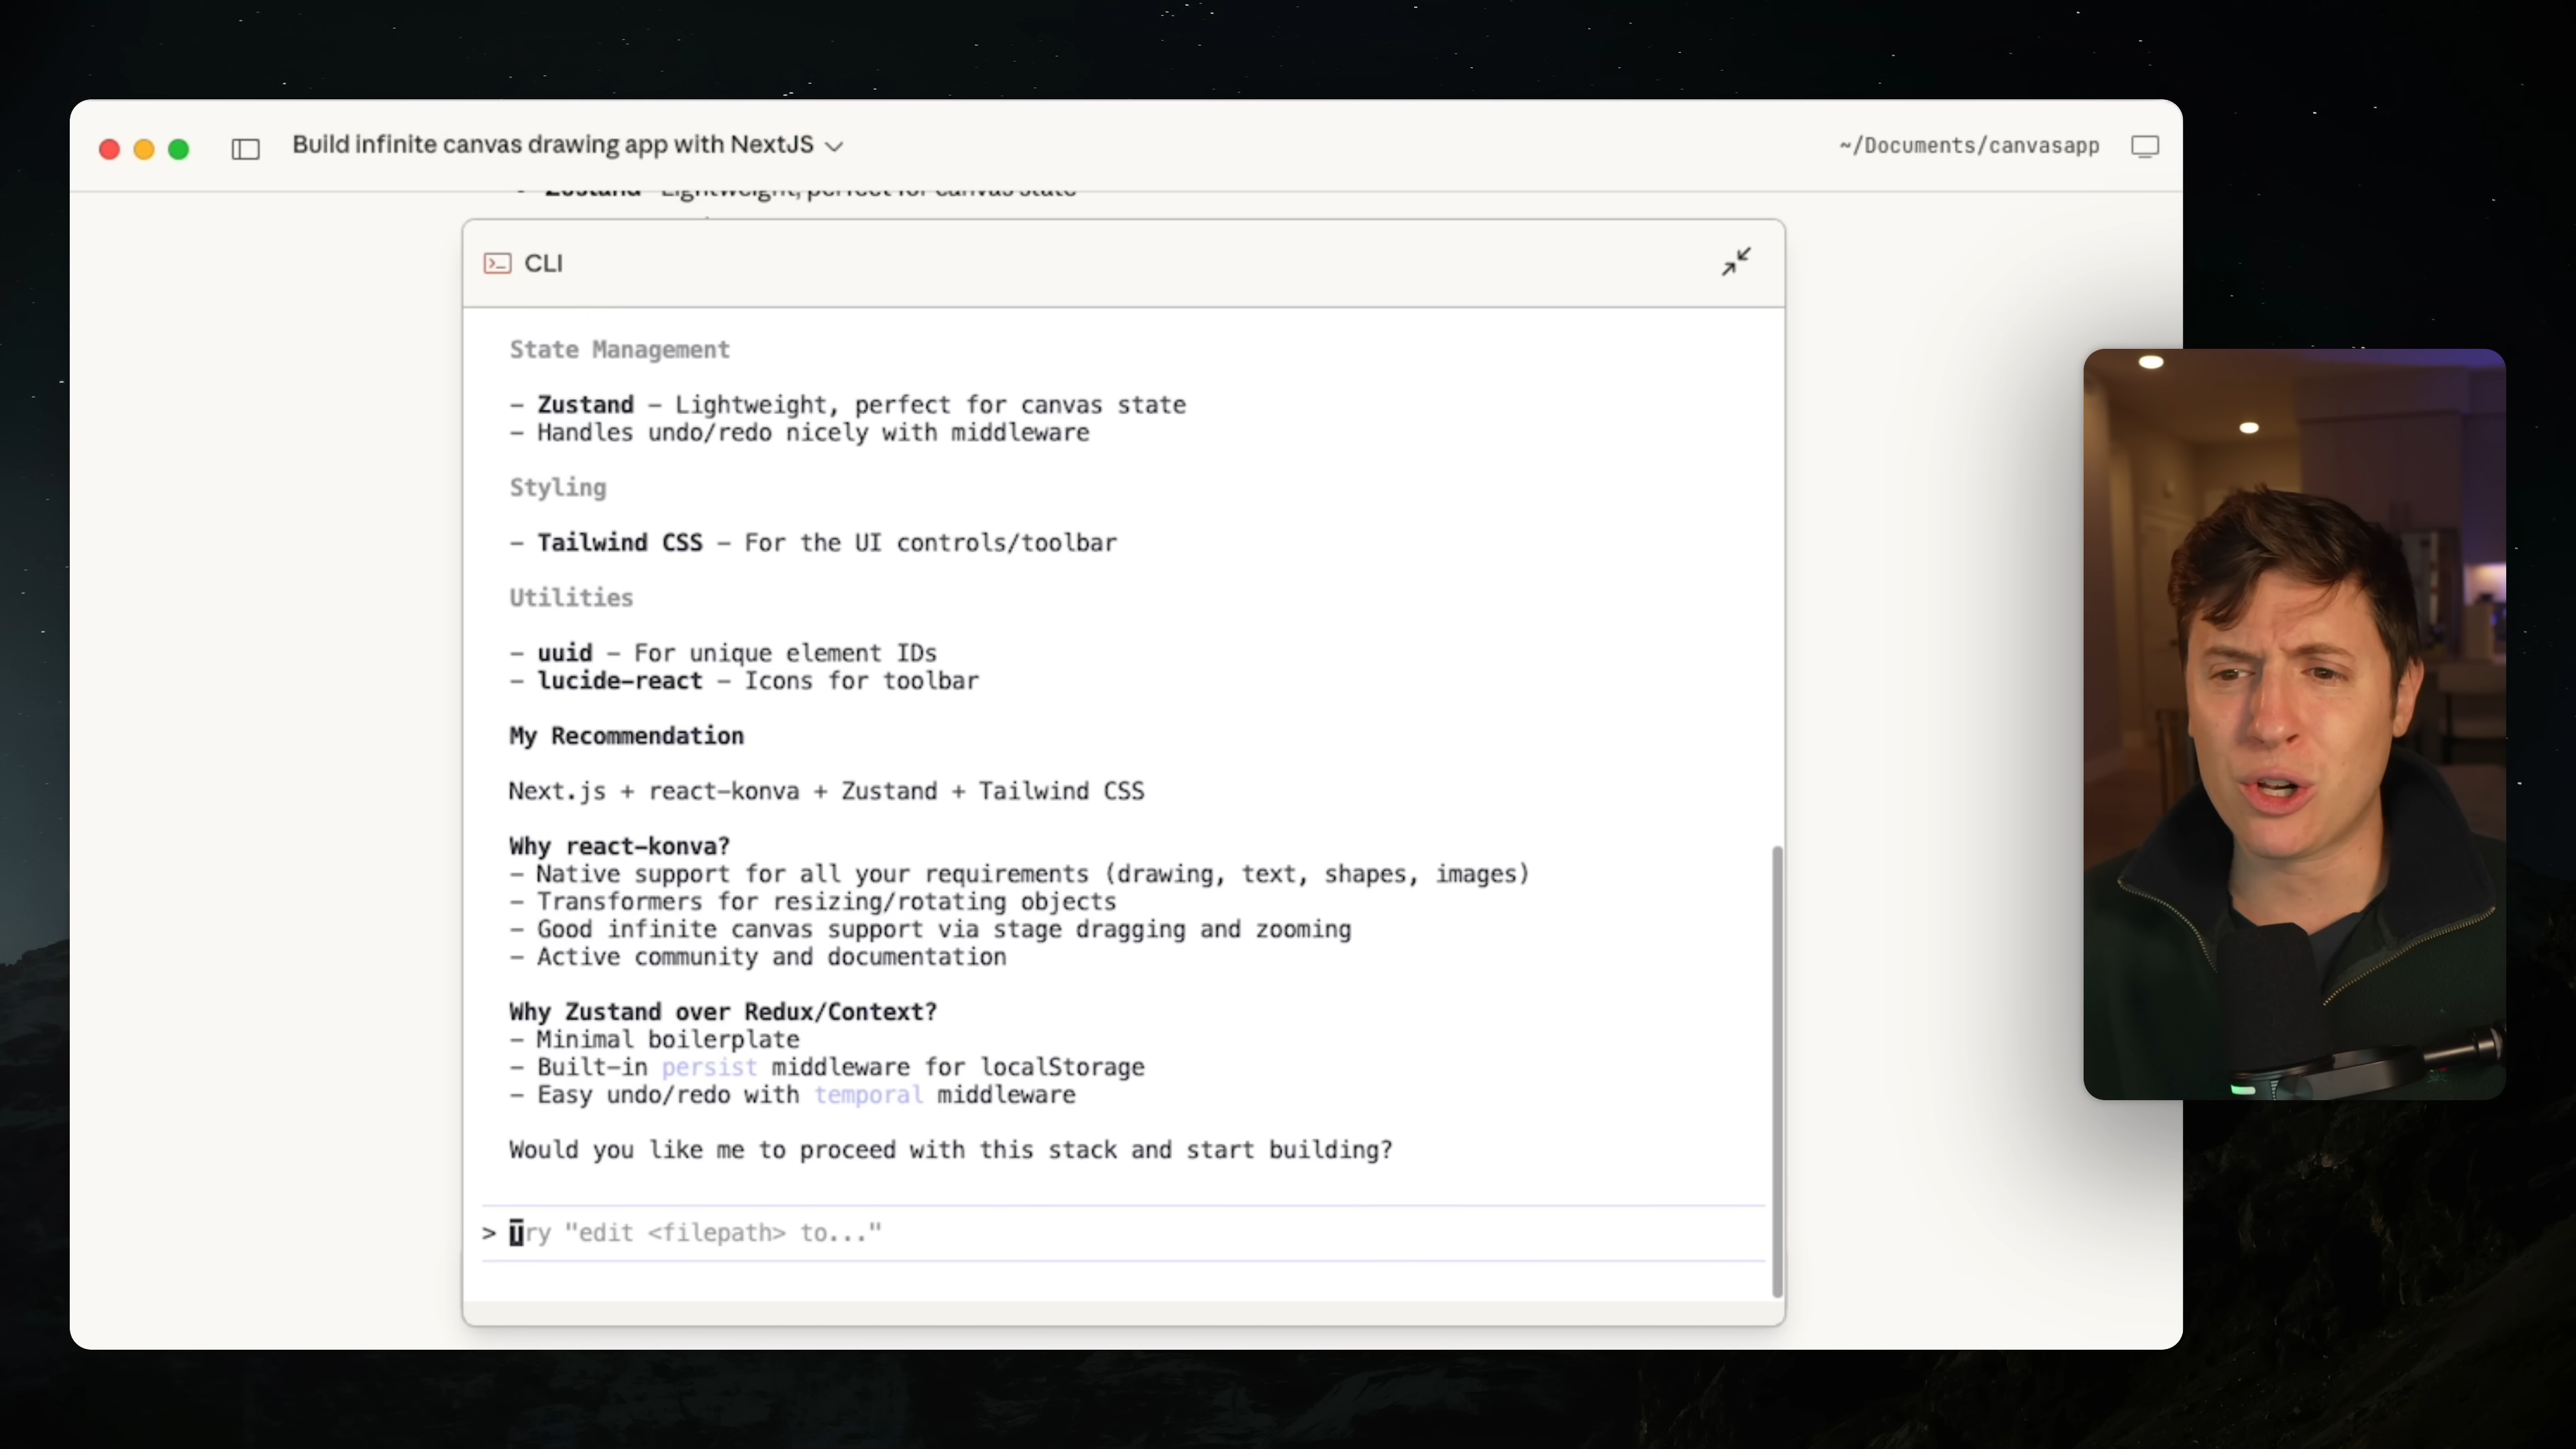 Build infinite canvas drawing app with NextJS
~/Documents/canvasapp
Zustand - Lightweight, perfect for canvas state
CLI
State Management
– Zustand – Lightweight, perfect for canvas state
– Handles undo/redo nicely with middleware
Styling
– Tailwind CSS – For the UI controls/toolbar
Utilities
– uuid – For unique element IDs
– lucide-react – Icons for toolbar
My Recommendation
Next.js + react-konva + Zustand + Tailwind CSS
Why react-konva?
– Native support for all your requirements (drawing, text, shapes, images)
– Transformers for resizing/rotating objects
– Good infinite canvas support via stage dragging and zooming
– Active community and documentation
Why Zustand over Redux/Context?
– Minimal boilerplate
– Built-in persist middleware for localStorage
– Easy undo/redo with temporal middleware
Would you like me to proceed with this stack and start building?
> Try "edit <filepath> to..."